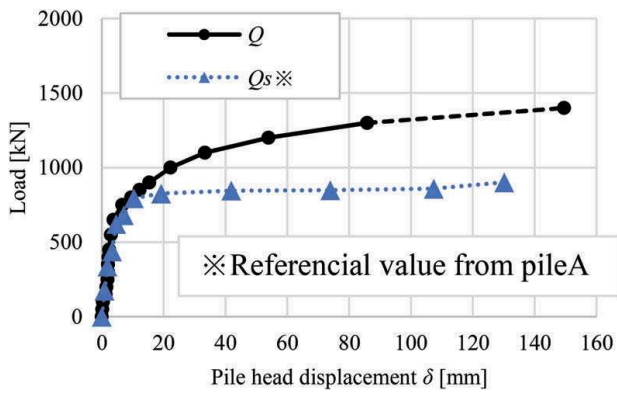 2000
1500
1000
500
0
Load [kN]
Q
Qs※
※Referencial value from pileA
0 20 40 60 80 100 120 140 160
Pile head displacement δ [mm]